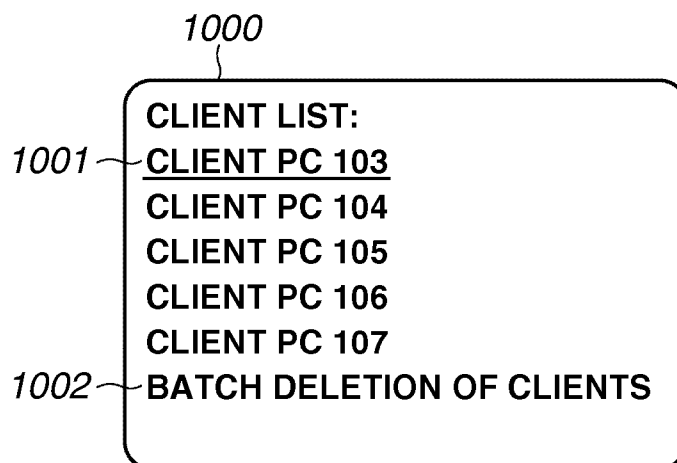 1000
CLIENT LIST:
1001 CLIENT PC 103
CLIENT PC 104
CLIENT PC 105
CLIENT PC 106
CLIENT PC 107
1002 BATCH DELETION OF CLIENTS